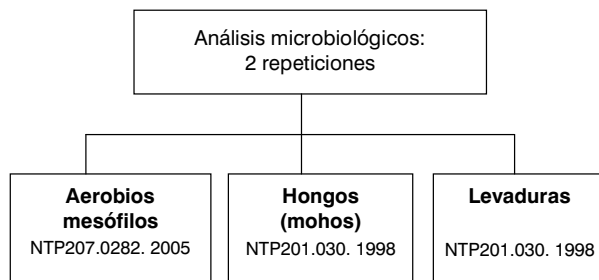 Análisis microbiológicos:
2 repeticiones
Aerobios
mesófilos
NTP207.0282. 2005
Hongos
(mohos)
NTP201.030. 1998
Levaduras
NTP201.030. 1998